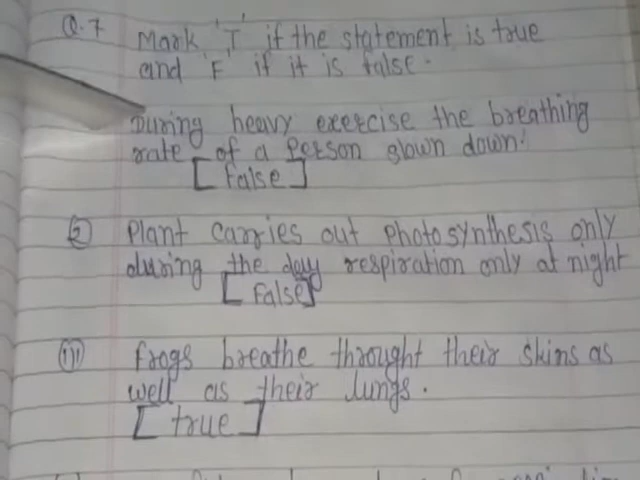 Q.7 Mark 'T' if the statement is true
and 'F' if it is false.
During heavy exercise the breathing
rate of a Person slown down!
[False]
(2) Plant carries out photosynthesis only
during the day respiration only at night
[False]
(iii) frogs breathe throught their skins as
well as their lungs.
[true]